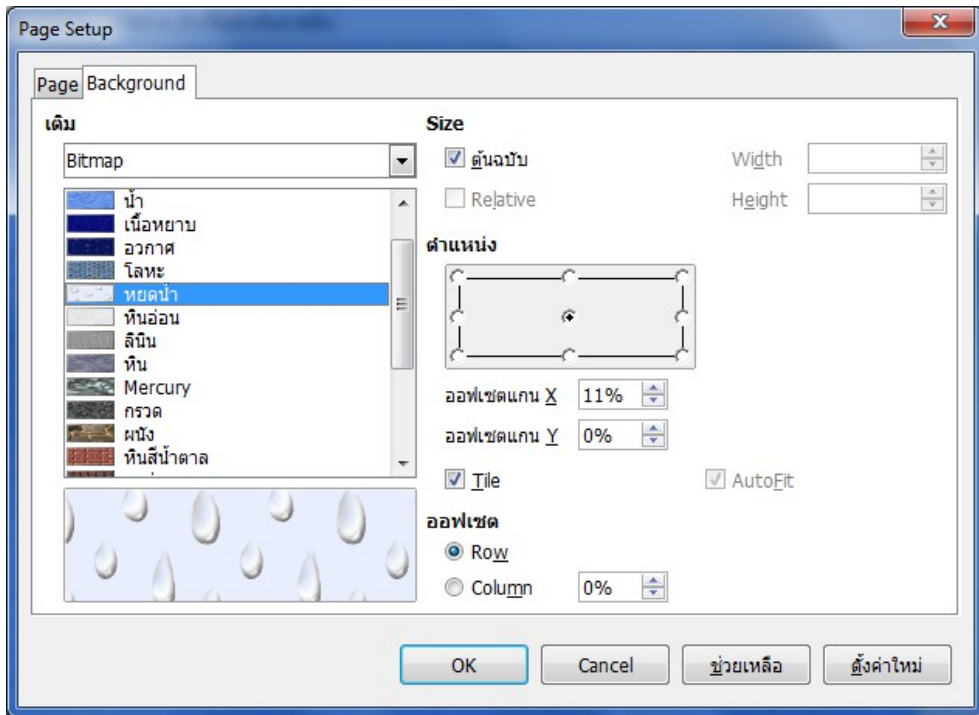 Page Setup
Page Background
เติม
Bitmap
น้ำ
เนื้อหยาบ
อวกาศ
โลหะ
หยดน้ำ
หินอ่อน
ลินิน
หิน
Mercury
กรวด
ผนัง
หินสีน้ำตาล
Size
ต้นฉบับ Width
Relative Height
ตำแหน่ง
ออฟเซตแกน X 11%
ออฟเซตแกน Y 0%
Tile AutoFit
ออฟเซต
Row
Column 0%
OK Cancel ช่วยเหลือ ตั้งค่าใหม่